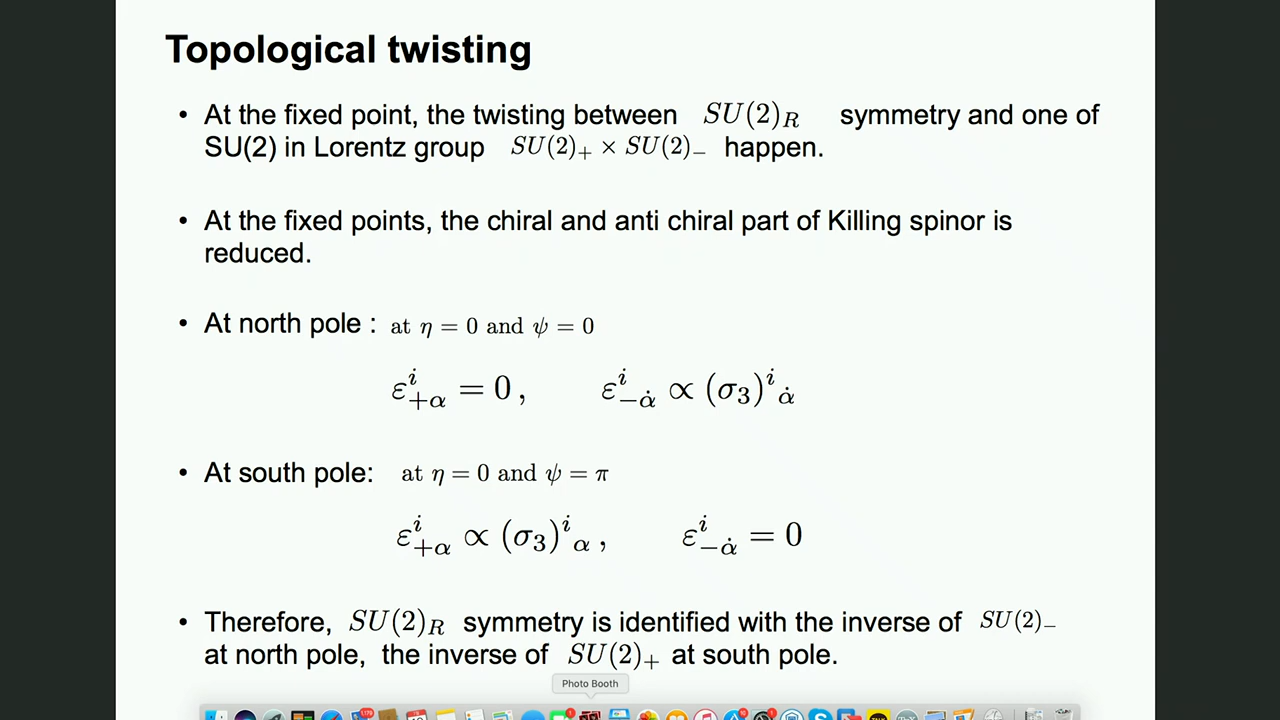 Topological twisting
• At the fixed point, the twisting between SU(2)_R symmetry and one of
SU(2) in Lorentz group SU(2)_+ × SU(2)_− happen.
• At the fixed points, the chiral and anti chiral part of Killing spinor is
reduced.
• At north pole : at η = 0 and ψ = 0
ε^i_{+α} = 0 , ε^i_{−α̇} ∝ (σ_3)^i_{α̇}
• At south pole: at η = 0 and ψ = π
ε^i_{+α} ∝ (σ_3)^i_α , ε^i_{−α̇} = 0
• Therefore, SU(2)_R symmetry is identified with the inverse of SU(2)_−
at north pole, the inverse of SU(2)_+ at south pole.
Photo Booth